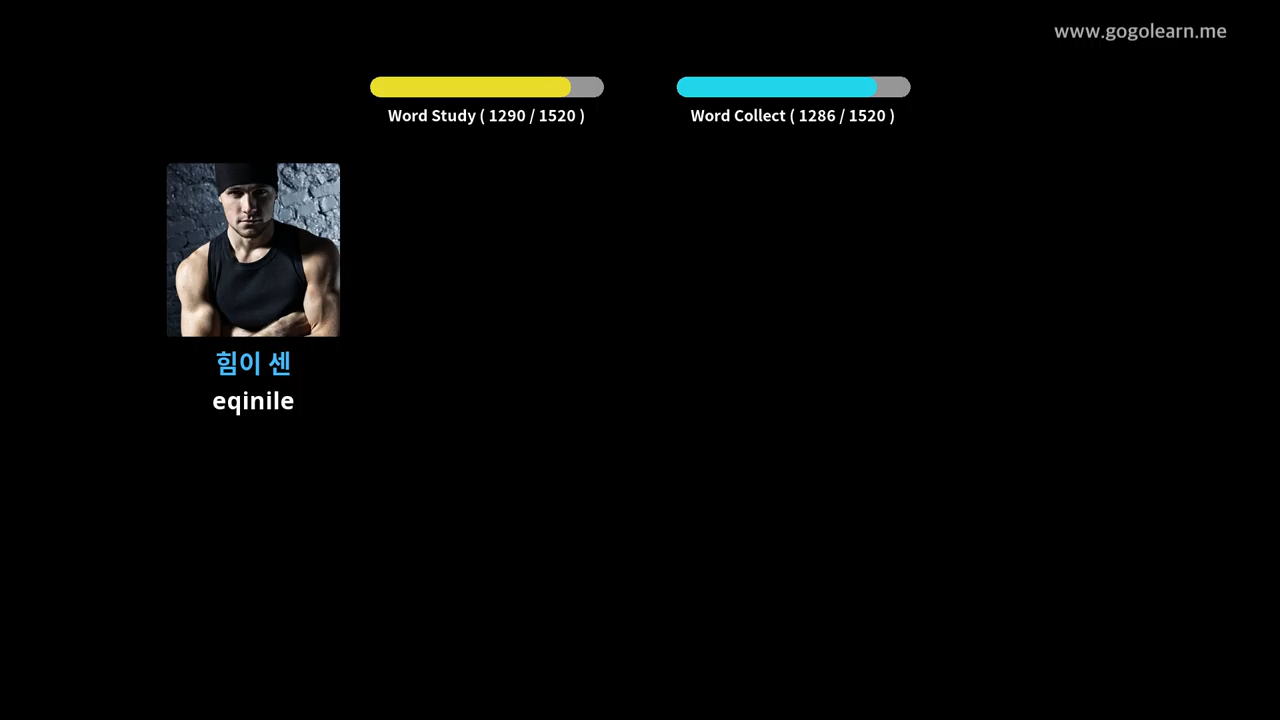 www.gogolearn.me
Word Study ( 1290 / 1520 )
Word Collect ( 1286 / 1520 )
힘이 센
eqinile